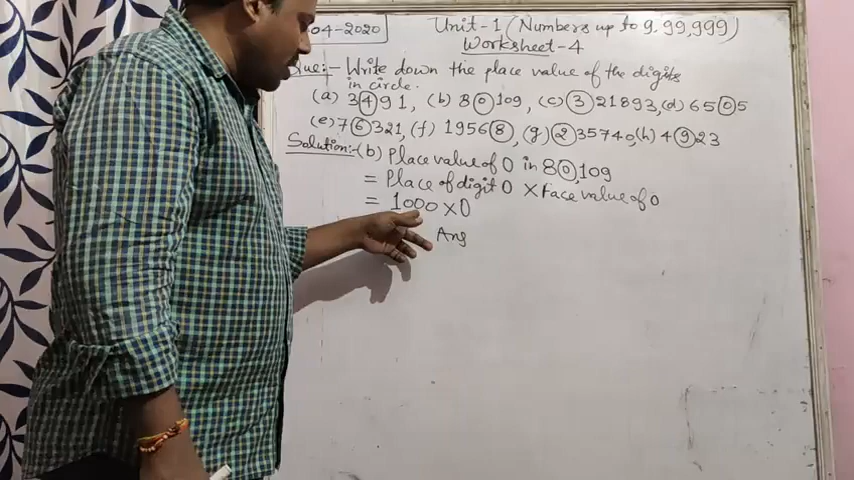 04-2020 Unit-1 (Numbers up to 9,99,999)
Worksheet-4
Que:- Write down the place value of the digits
in circle.
(a) 3491, (b) 80109, (c) 321893, (d) 6505
(e) 76321, (f) 19568, (g) 235740, (h) 4923
Solution:- (b) Place value of 0 in 80109
= Place of digit 0 × Face value of 0
= 1000 × 0
Ans